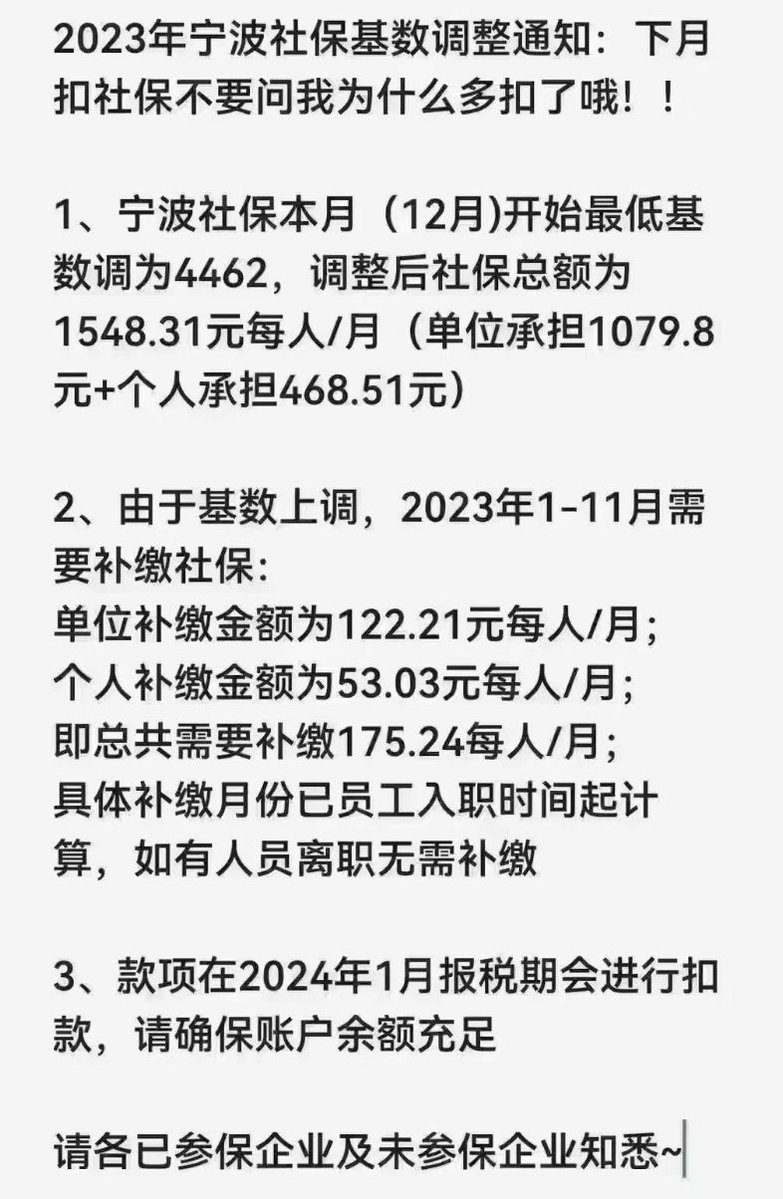 2023年宁波社保基数调整通知：下月
扣社保不要问我为什么多扣了哦！！
1、宁波社保本月（12月)开始最低基
数调为4462，调整后社保总额为
1548.31元每人/月（单位承担1079.8
元+个人承担468.51元）
2、由于基数上调，2023年1-11月需
要补缴社保：
单位补缴金额为122.21元每人/月；
个人补缴金额为53.03元每人/月；
即总共需要补缴175.24每人/月；
具体补缴月份已员工入职时间起计
算，如有人员离职无需补缴
3、款项在2024年1月报税期会进行扣
款，请确保账户余额充足
请各已参保企业及未参保企业知悉~